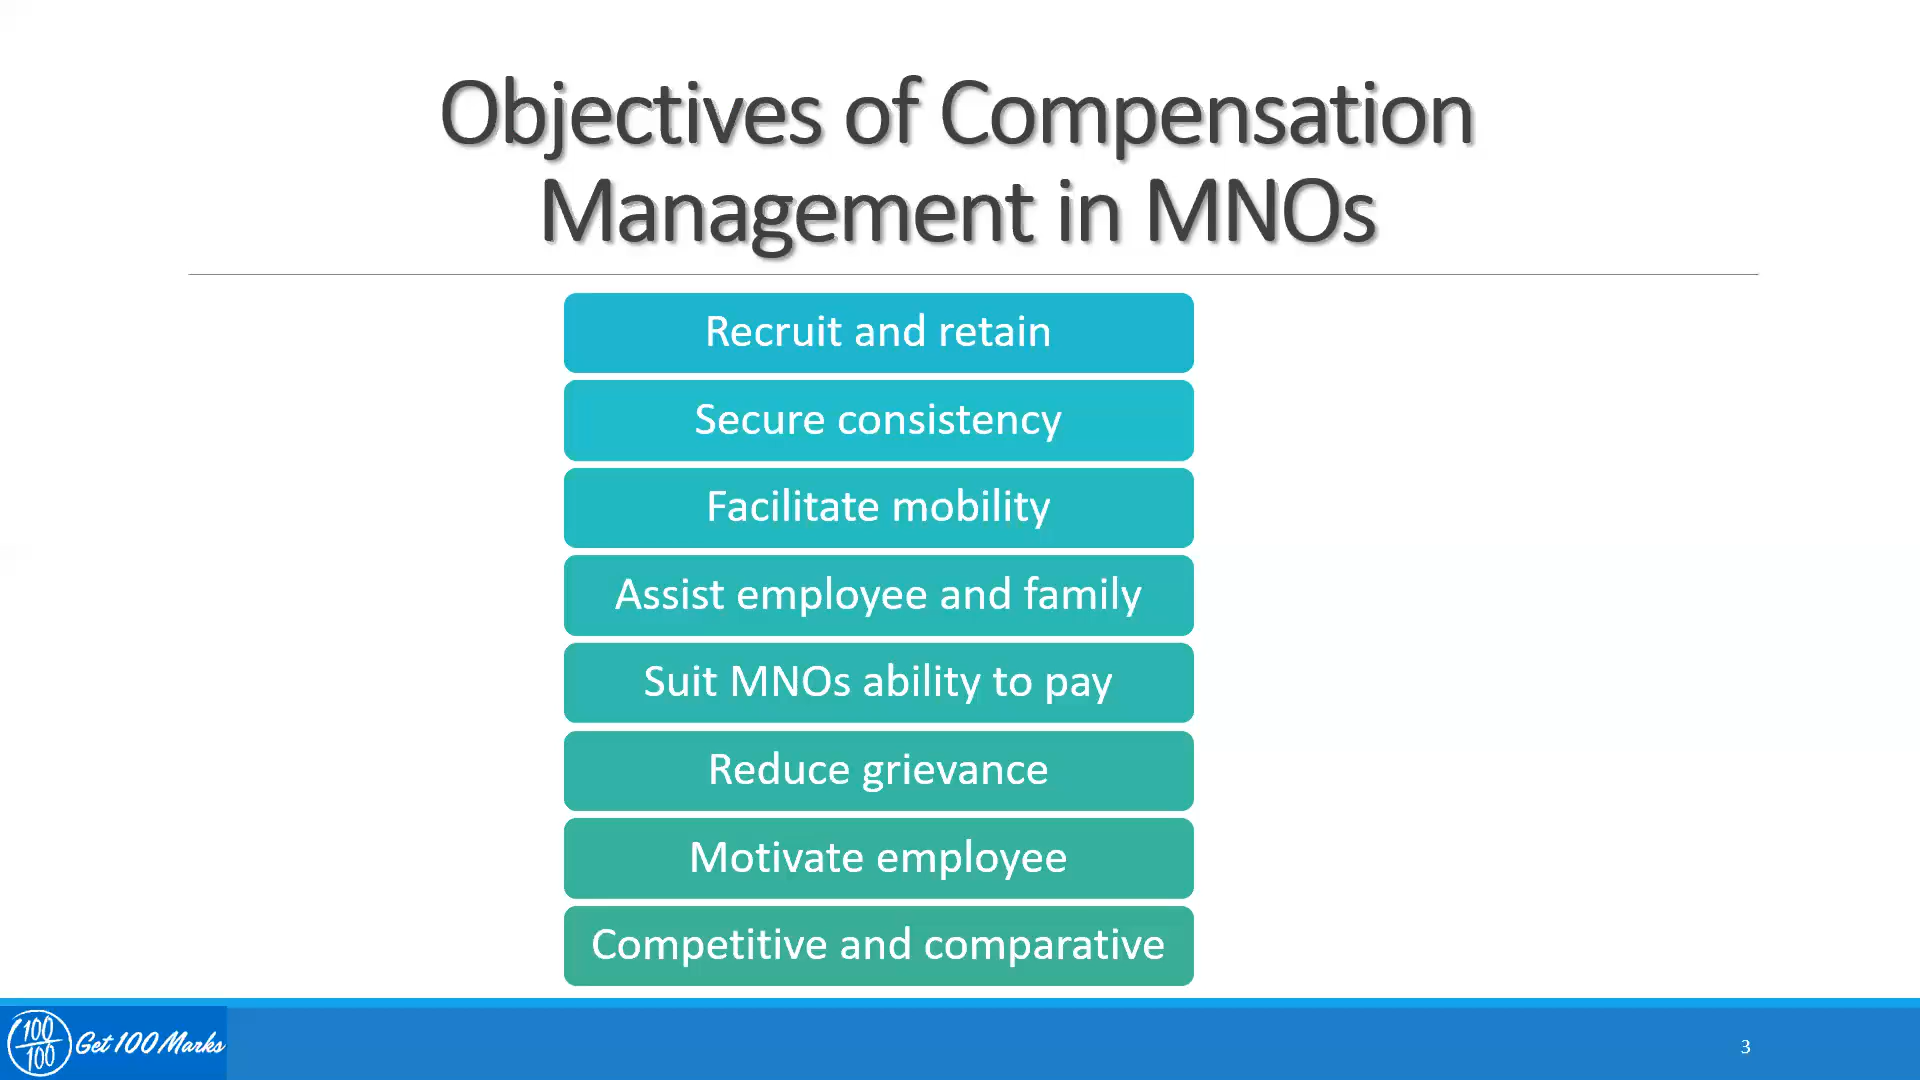 Objectives of Compensation
Management in MNOs
Recruit and retain
Secure consistency
Facilitate mobility
Assist employee and family
Suit MNOs ability to pay
Reduce grievance
Motivate employee
Competitive and comparative
100
100
Get 100 Marks
3